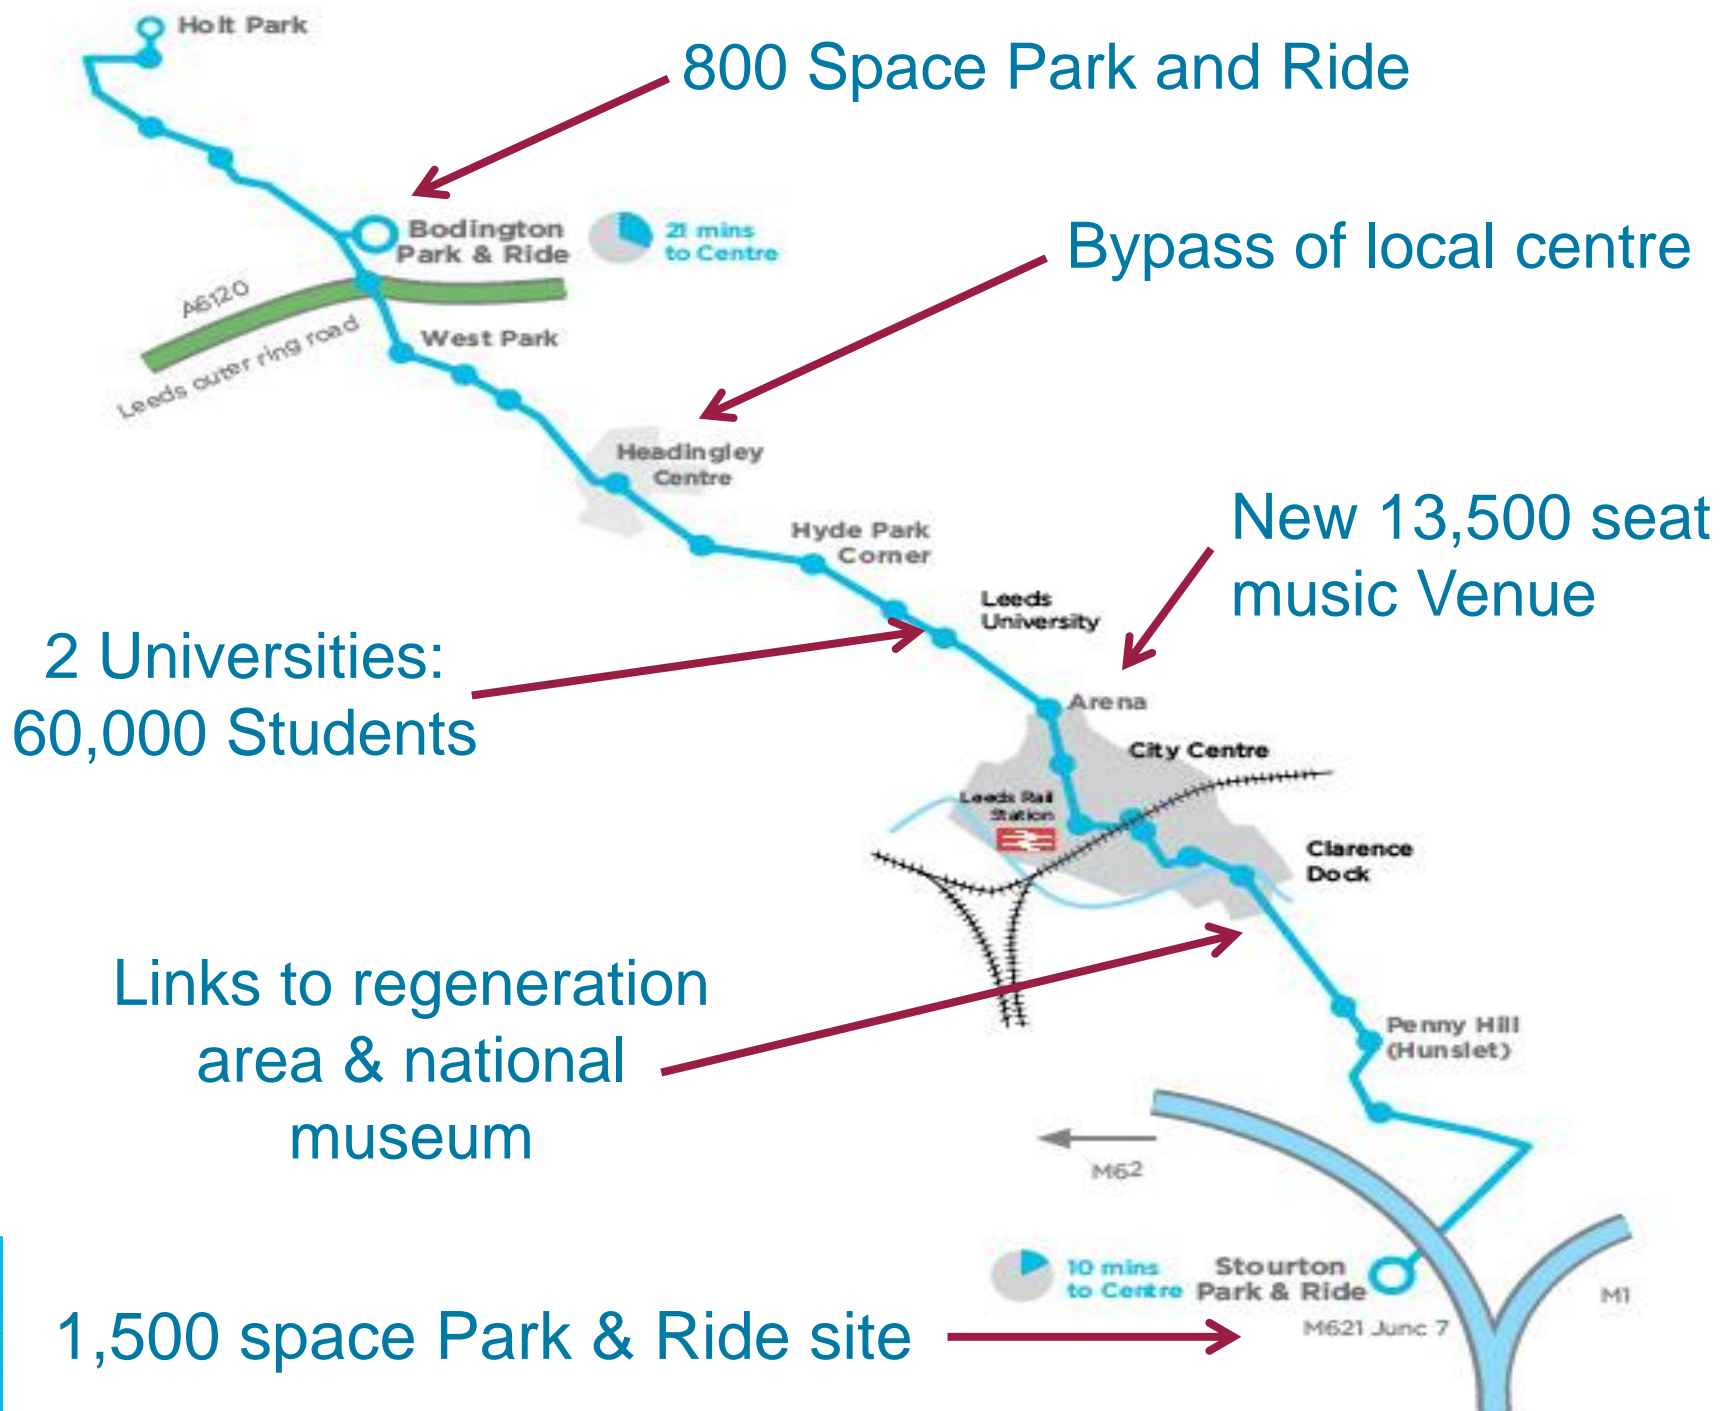 Holt Park
800 Space Park and Ride
Bodington
Park & Ride
21 mins
to Centre
Bypass of local centre
A6120
Leeds outer ring road
West Park
Headingley
Centre
New 13,500 seat
music Venue
Hyde Park
Corner
Leeds
University
2 Universities:
60,000 Students
Arena
City Centre
Leeds Rail
Station
Clarence
Dock
Links to regeneration
area & national
museum
Penny Hill
(Hunslet)
M62
10 mins
to Centre
Stourton
Park & Ride
M1
M621 Junc 7
1,500 space Park & Ride site